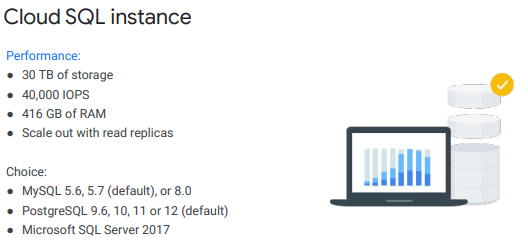 Cloud SQL instance
Performance:
● 30 TB of storage
● 40,000 IOPS
● 416 GB of RAM
● Scale out with read replicas
Choice:
● MySQL 5.6, 5.7 (default), or 8.0
● PostgreSQL 9.6, 10, 11 or 12 (default)
● Microsoft SQL Server 2017